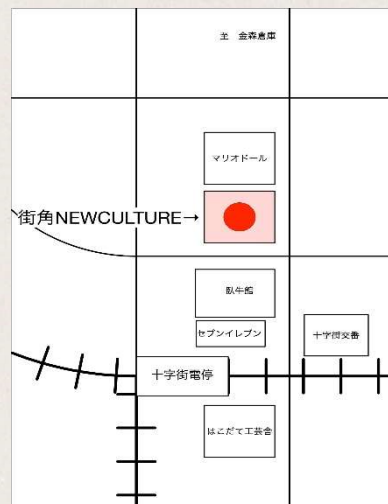 至 金森倉庫
マリオドール
街角NEWCULTURE→
臥牛館
セブンイレブン
十字街交番
十字街電停
はこだて工芸舎